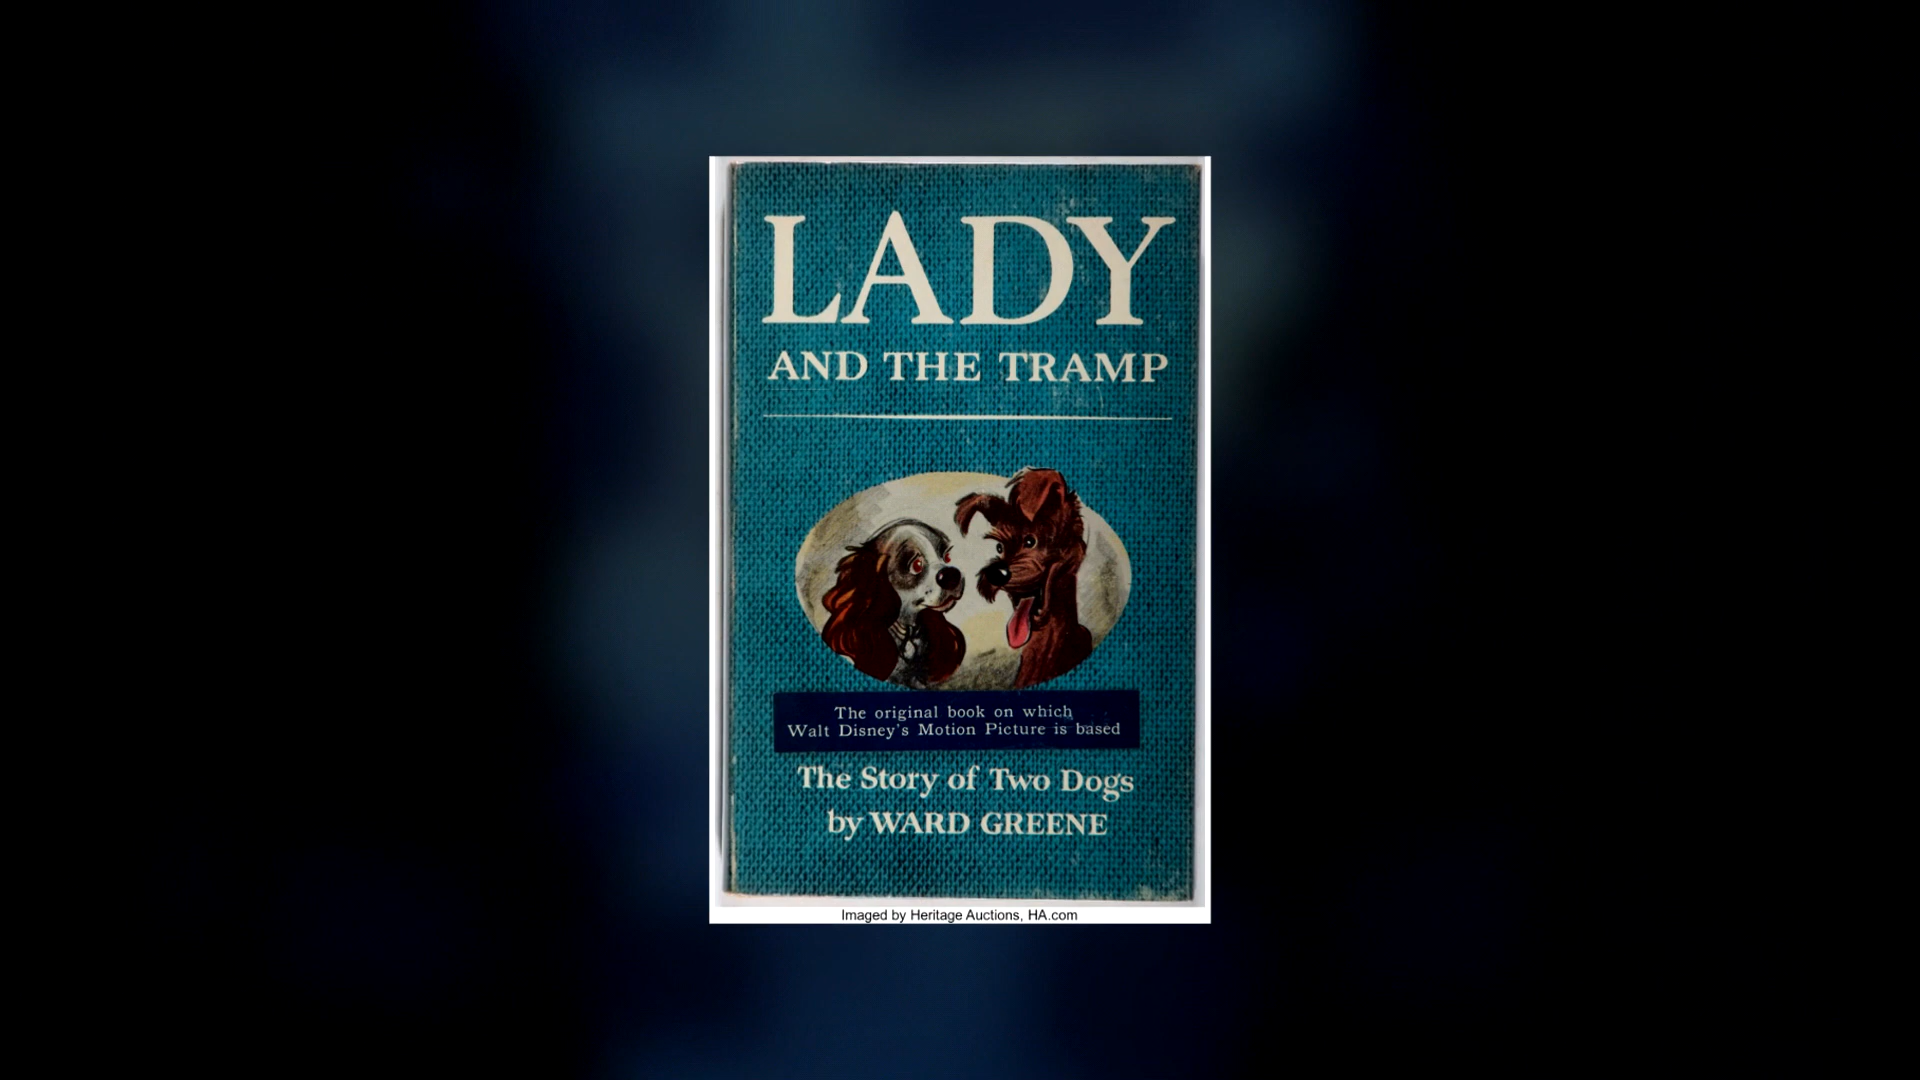 LADY
AND THE TRAMP
The original book on which
Walt Disney's Motion Picture is based
The Story of Two Dogs
by WARD GREENE
Imaged by Heritage Auctions, HA.com